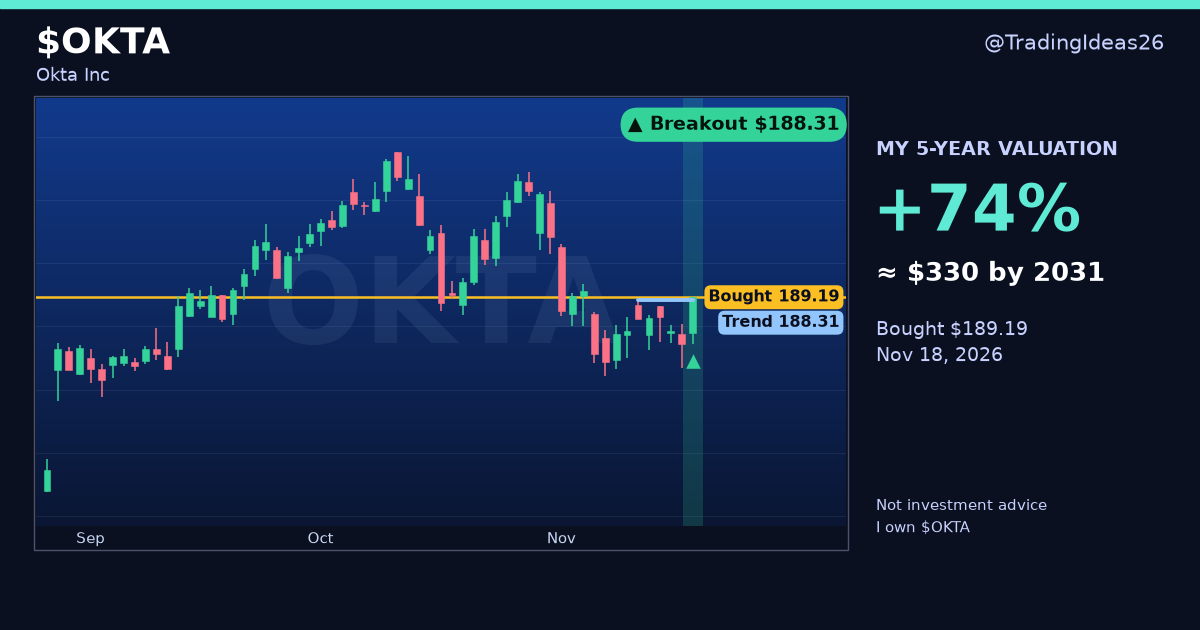 $OKTA
Okta Inc
@TradingIdeas26
OKTA
▲ Breakout $188.31
Bought 189.19
Trend 188.31
Sep
Oct
Nov
MY 5-YEAR VALUATION
+74%
≈ $330 by 2031
Bought $189.19
Nov 18, 2026
Not investment advice
I own $OKTA